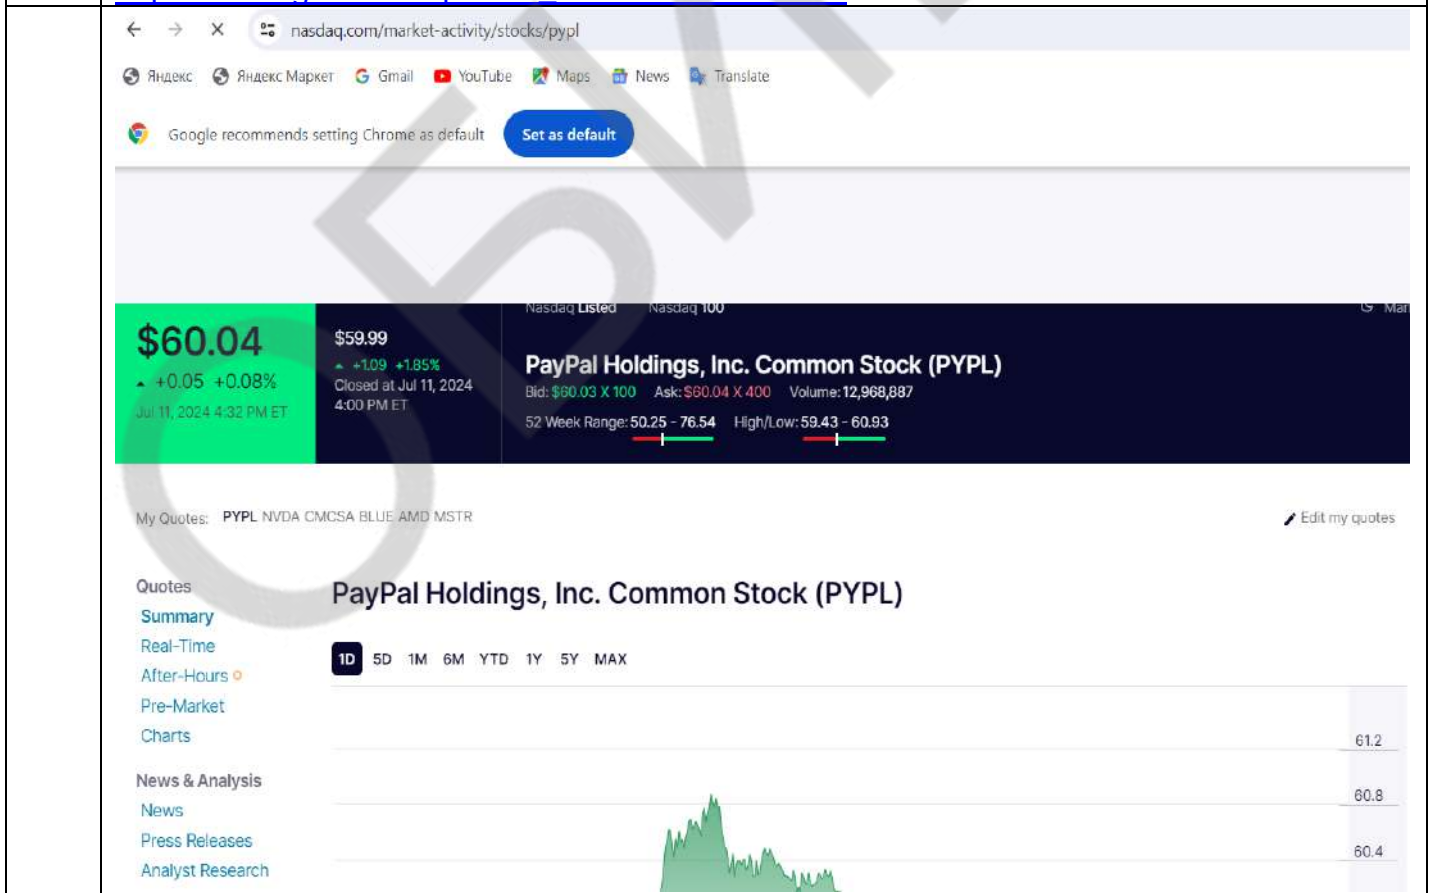 nasdaq.com/market-activity/stocks/pypl
Яндекс Яндекс Маркет Gmail YouTube Maps News Translate
Google recommends setting Chrome as default Set as default
Nasdaq Listed Nasdaq 100
$60.04
+0.05 +0.08%
Jul 11, 2024 4:32 PM ET
$59.99
+1.09 +1.85%
Closed at Jul 11, 2024
4:00 PM ET
PayPal Holdings, Inc. Common Stock (PYPL)
Bid: $60.03 X 100 Ask: $60.04 X 400 Volume: 12,968,887
52 Week Range: 50.25 - 76.54 High/Low: 59.43 - 60.93
My Quotes: PYPL NVDA CMCSA BLUE AMD MSTR
Edit my quotes
Quotes
Summary
Real-Time
After-Hours
Pre-Market
Charts
News & Analysis
News
Press Releases
Analyst Research
PayPal Holdings, Inc. Common Stock (PYPL)
1D 5D 1M 6M YTD 1Y 5Y MAX
61.2
60.8
60.4